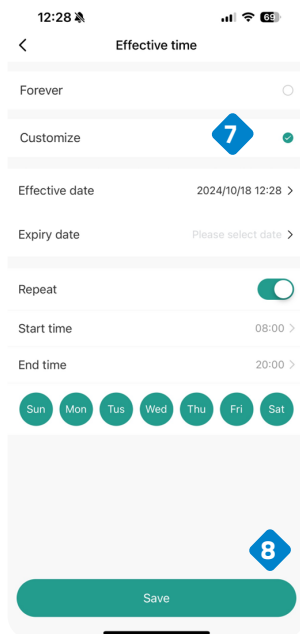 12:28 69
Effective time
Forever
Customize 7
Effective date 2024/10/18 12:28
Expiry date Please select date
Repeat
Start time 08:00
End time 20:00
Sun Mon Tus Wed Thu Fri Sat
8
Save